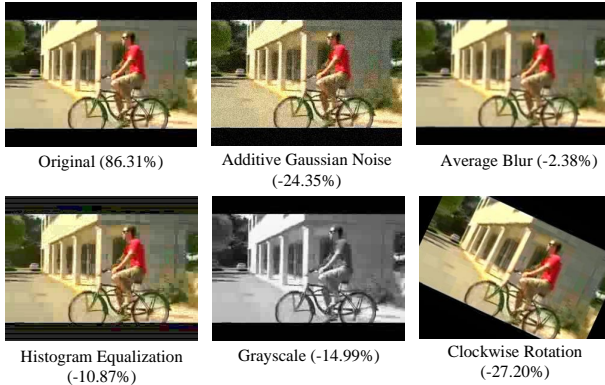 Original (86.31%)
Additive Gaussian Noise
(-24.35%)
Average Blur (-2.38%)
Histogram Equalization
(-10.87%)
Grayscale (-14.99%)
Clockwise Rotation
(-27.20%)